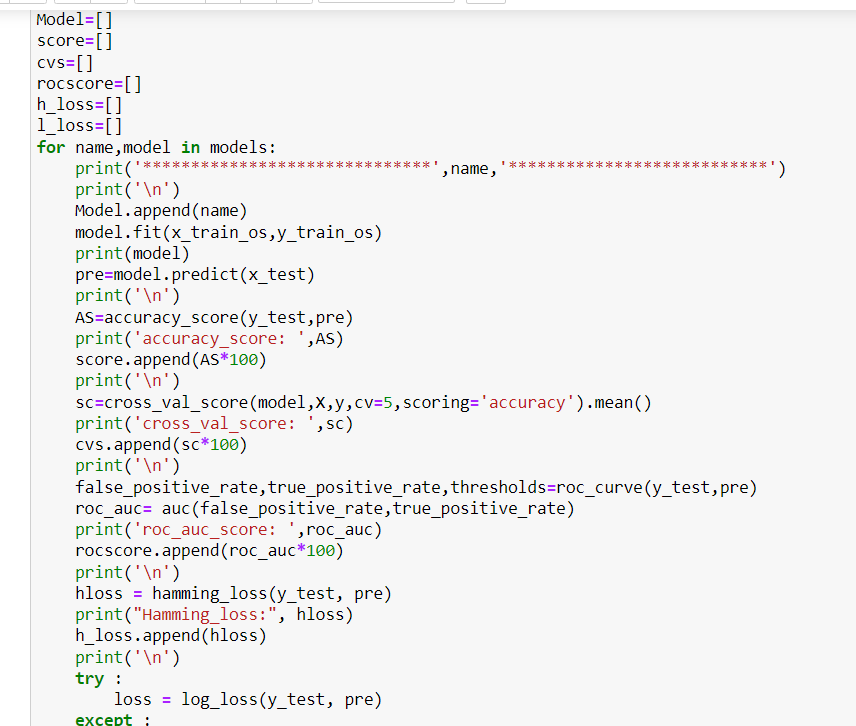 Model=[]
score=[]
cvs=[]
rocscore=[]
h_loss=[]
l_loss=[]
for name,model in models:
    print('******************************',name,'***************************')
    print('\n')
    Model.append(name)
    model.fit(x_train_os,y_train_os)
    print(model)
    pre=model.predict(x_test)
    print('\n')
    AS=accuracy_score(y_test,pre)
    print('accuracy_score: ',AS)
    score.append(AS*100)
    print('\n')
    sc=cross_val_score(model,X,y,cv=5,scoring='accuracy').mean()
    print('cross_val_score: ',sc)
    cvs.append(sc*100)
    print('\n')
    false_positive_rate,true_positive_rate,thresholds=roc_curve(y_test,pre)
    roc_auc= auc(false_positive_rate,true_positive_rate)
    print('roc_auc_score: ',roc_auc)
    rocscore.append(roc_auc*100)
    print('\n')
    hloss = hamming_loss(y_test, pre)
    print("Hamming_loss:", hloss)
    h_loss.append(hloss)
    print('\n')
    try :
        loss = log_loss(y_test, pre)
    except :